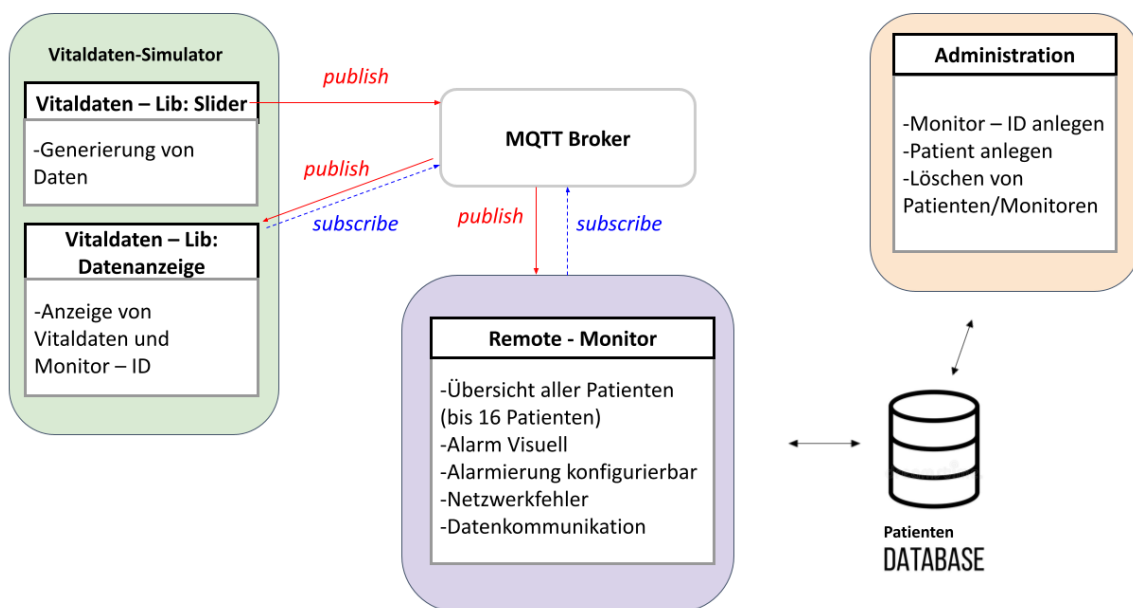 Vitaldaten-Simulator
Vitaldaten – Lib: Slider
-Generierung von
Daten
Vitaldaten – Lib:
Datenanzeige
-Anzeige von
Vitaldaten und
Monitor – ID
publish
publish
subscribe
MQTT Broker
publish
subscribe
Remote - Monitor
-Übersicht aller Patienten
(bis 16 Patienten)
-Alarm Visuell
-Alarmierung konfigurierbar
-Netzwerkfehler
-Datenkommunikation
Administration
-Monitor – ID anlegen
-Patient anlegen
-Löschen von
Patienten/Monitoren
Patienten
DATABASE